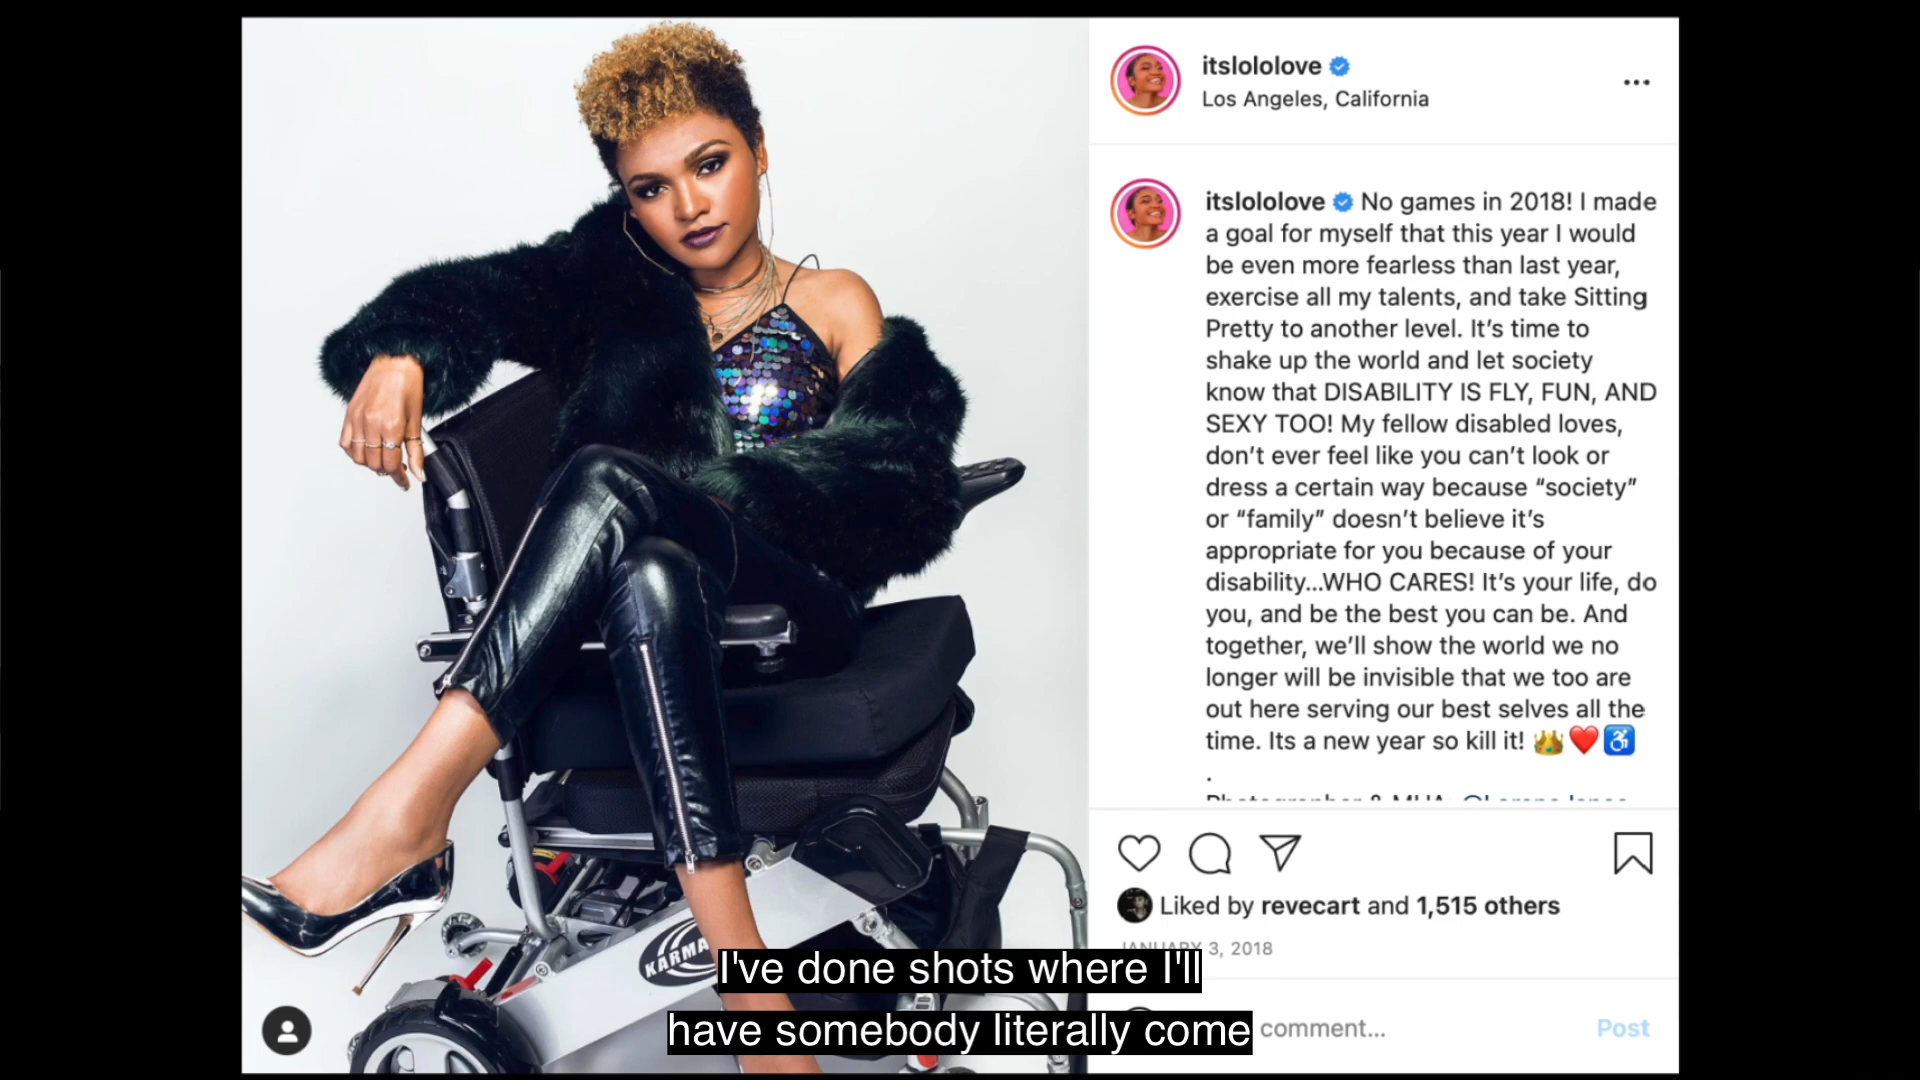 itslololove
Los Angeles, California
itslololove No games in 2018! I made
a goal for myself that this year I would
be even more fearless than last year,
exercise all my talents, and take Sitting
Pretty to another level. It’s time to
shake up the world and let society
know that DISABILITY IS FLY, FUN, AND
SEXY TOO! My fellow disabled loves,
don’t ever feel like you can’t look or
dress a certain way because “society”
or “family” doesn’t believe it’s
appropriate for you because of your
disability...WHO CARES! It’s your life, do
you, and be the best you can be. And
together, we’ll show the world we no
longer will be invisible that we too are
out here serving our best selves all the
time. Its a new year so kill it! 👑❤️♿
.
Liked by revecart and 1,515 others
JANUARY 3, 2018
comment...
Post
KARMA
I've done shots where I'll
have somebody literally come